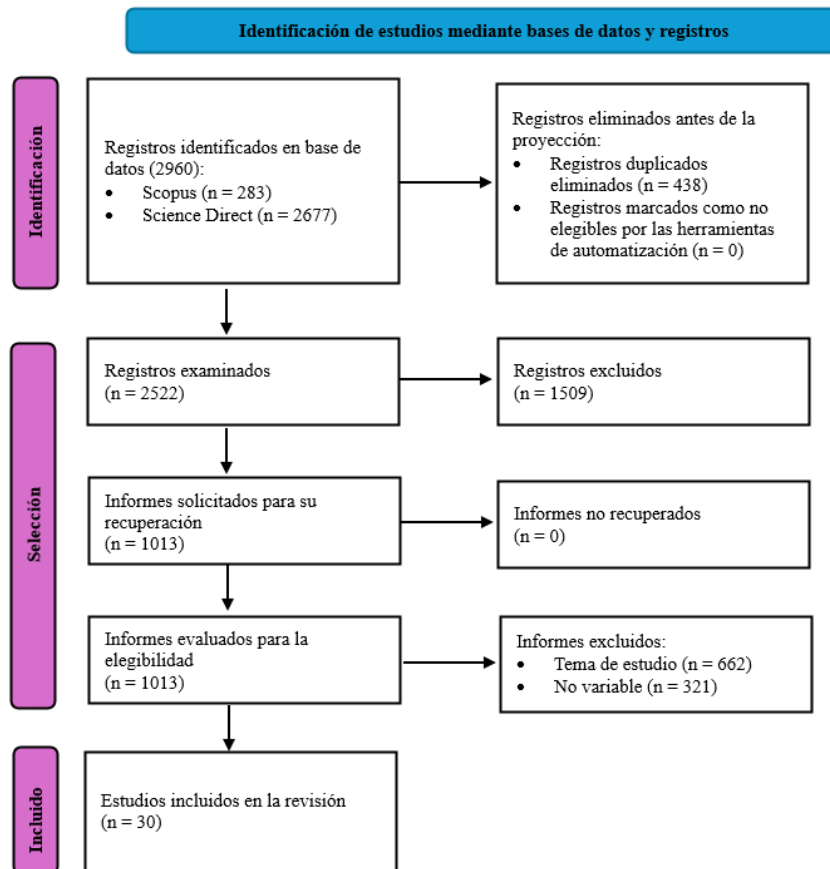 Identificación de estudios mediante bases de datos y registros
Identificación
Registros identificados en base de
datos (2960):
• Scopus (n = 283)
• Science Direct (n = 2677)
Registros eliminados antes de la
proyección:
• Registros duplicados
eliminados (n = 438)
• Registros marcados como no
elegibles por las herramientas
de automatización (n = 0)
Selección
Registros examinados
(n = 2522)
Registros excluidos
(n = 1509)
Informes solicitados para su
recuperación
(n = 1013)
Informes no recuperados
(n = 0)
Informes evaluados para la
elegibilidad
(n = 1013)
Informes excluidos:
• Tema de estudio (n = 662)
• No variable (n = 321)
Incluido
Estudios incluidos en la revisión
(n = 30)